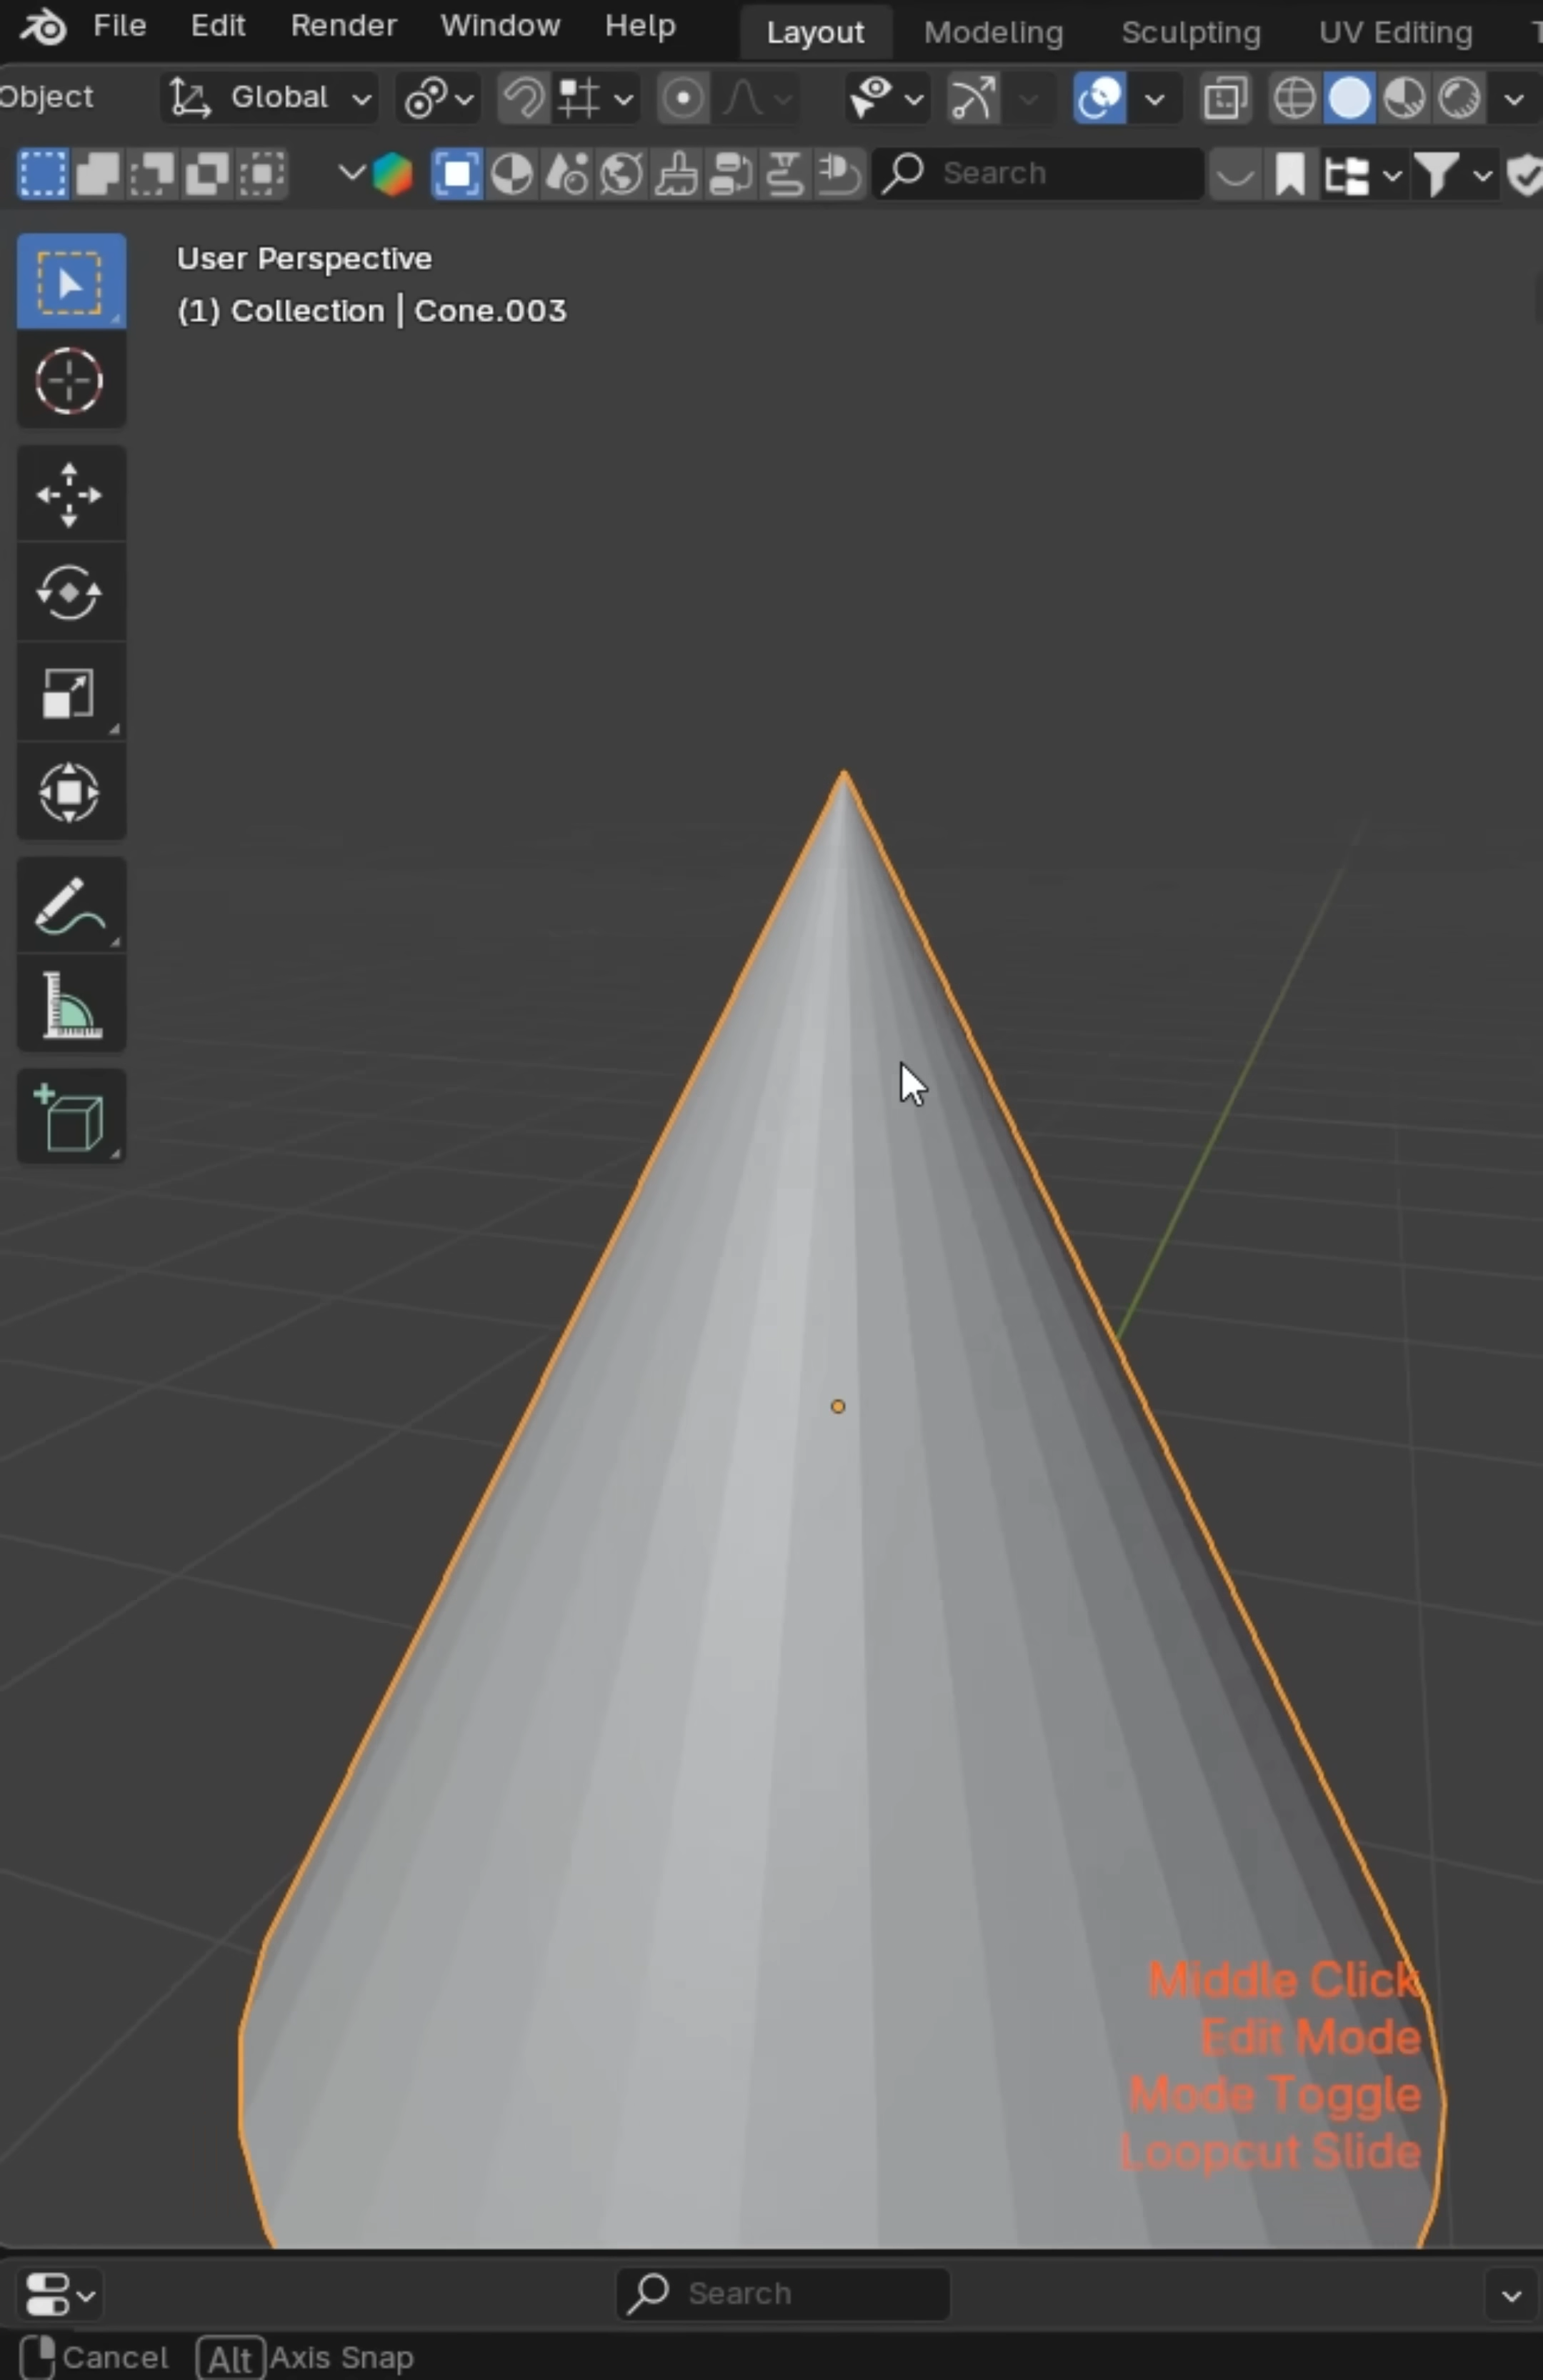 File Edit Render Window Help Layout Modeling Sculpting UV Editing
Object Global
Search
User Perspective
(1) Collection | Cone.003
Middle Click
Edit Mode
Mode Toggle
Loopcut Slide
Search
Cancel Alt Axis Snap